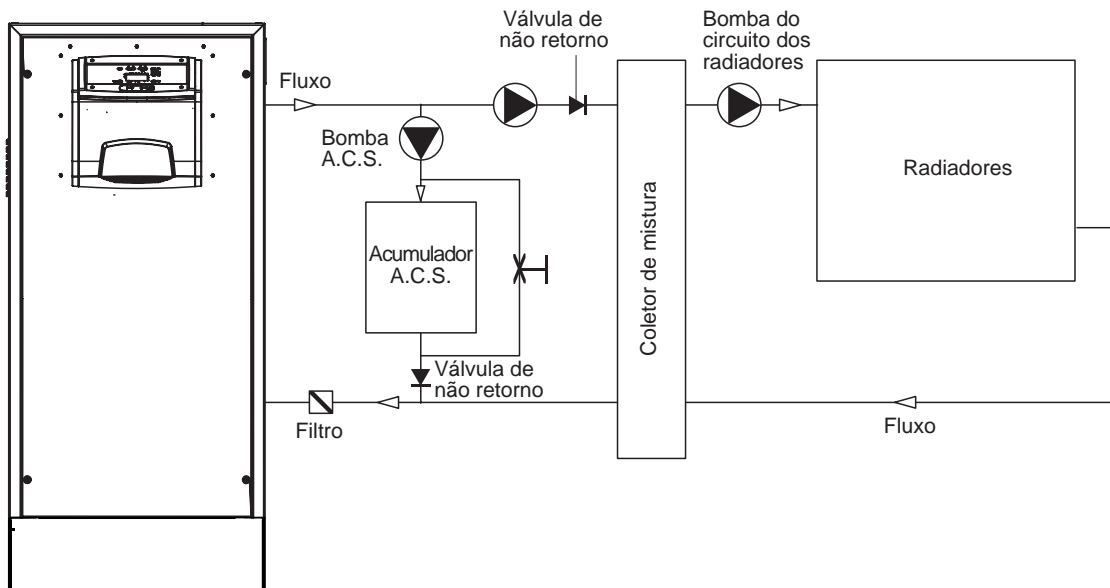 Válvula de
não retorno
Bomba do
circuito dos
radiadores
Fluxo
Bomba
A.C.S.
Radiadores
Acumulador
A.C.S.
Coletor de mistura
Válvula de
não retorno
Filtro
Fluxo